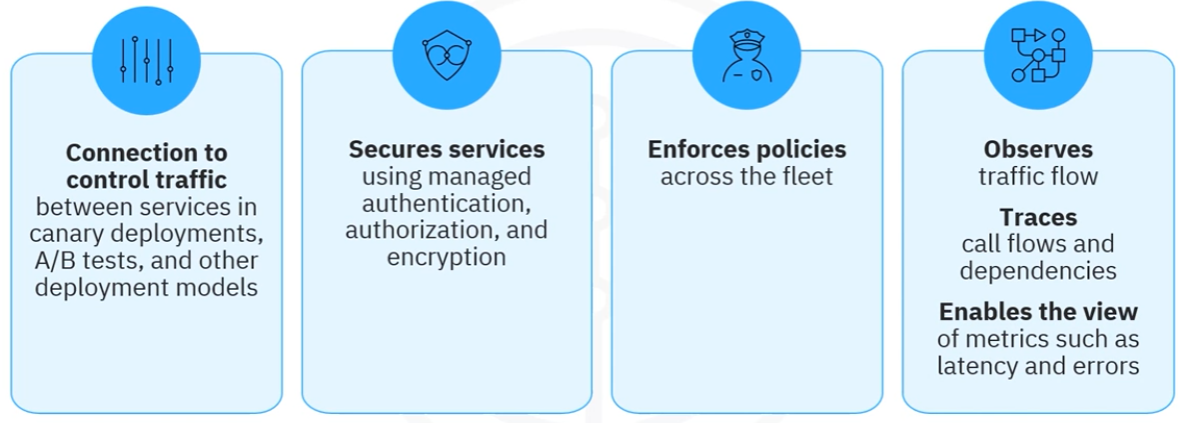 Connection to
control traffic
between services in
canary deployments,
A/B tests, and other
deployment models
Secures services
using managed
authentication,
authorization, and
encryption
Enforces policies
across the fleet
Observes
traffic flow
Traces
call flows and
dependencies
Enables the view
of metrics such as
latency and errors